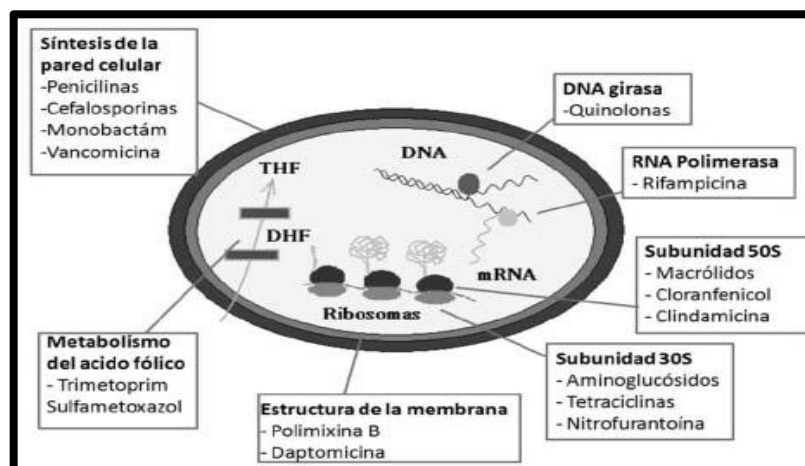 Síntesis de la
pared celular
-Penicilinas
-Cefalosporinas
-Monobactám
-Vancomicina
DNA girasa
-Quinolonas
RNA Polimerasa
- Rifampicina
THF
DNA
DHF
mRNA
Ribosomas
Subunidad 50S
- Macrólidos
- Cloranfenicol
- Clindamicina
Metabolismo
del acido fólico
- Trimetoprim
Sulfametoxazol
Estructura de la membrana
- Polimixina B
- Daptomicina
Subunidad 30S
- Aminoglucósidos
- Tetraciclinas
- Nitrofurantoína